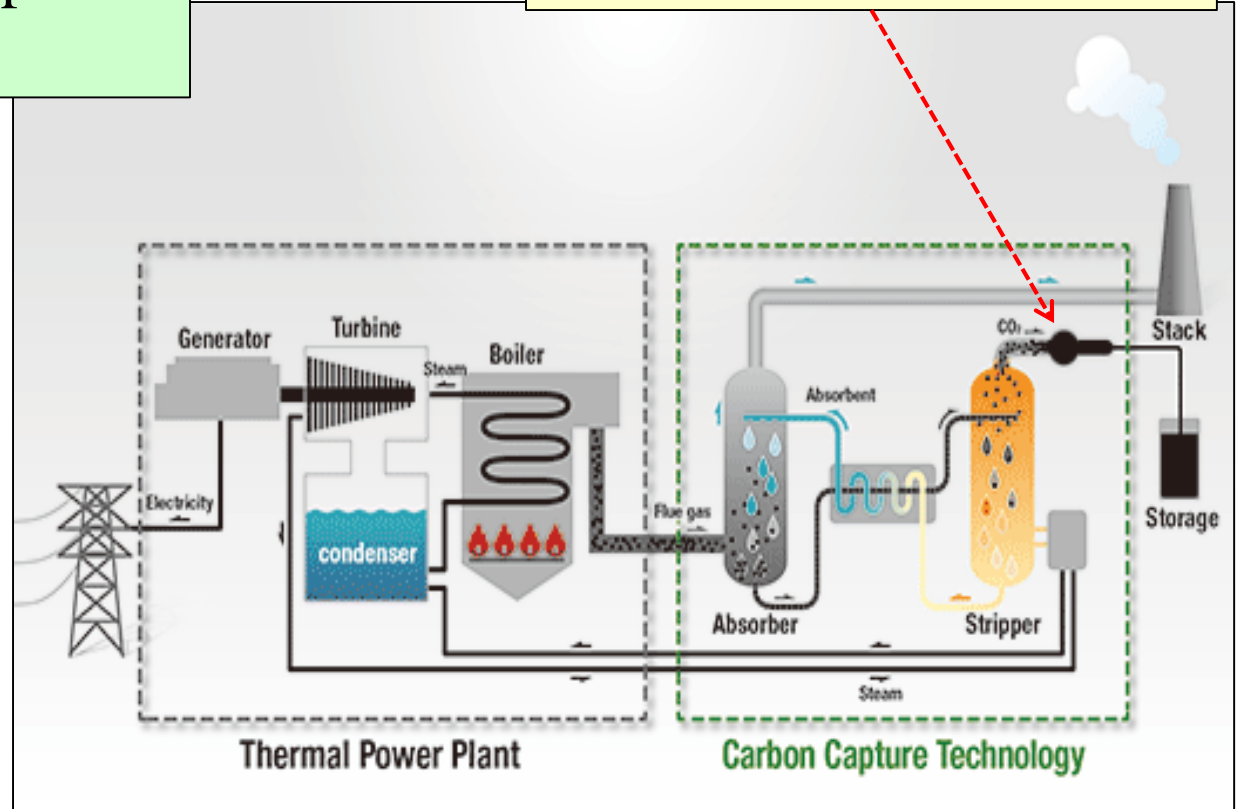 p
Generator
Turbine
Boiler
Steam
Electricity
condenser
Flue gas
Absorbent
CO₂
Stack
Storage
Absorber
Stripper
Steam
Thermal Power Plant
Carbon Capture Technology